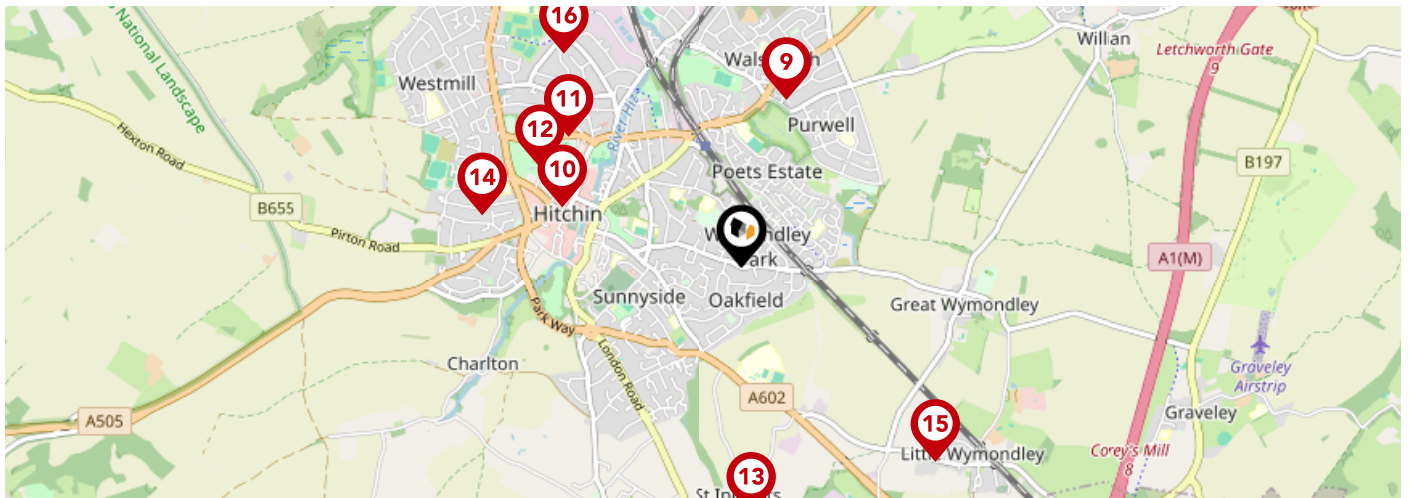 16
Willan
Letchworth Gate
9
9
National Landscape
Westmill
11
River Hiz
12
Purwell
Hexton Road
10
B197
14
Poets Estate
B655
Hitchin
Pirton Road
A1(M)
Park
Sunnyside
Oakfield
Great Wymondley
Park Way
Charlton
London Road
Graveley
Airstrip
A602
A505
Graveley
15
Little Wymondley
Corey's Mill
8
13